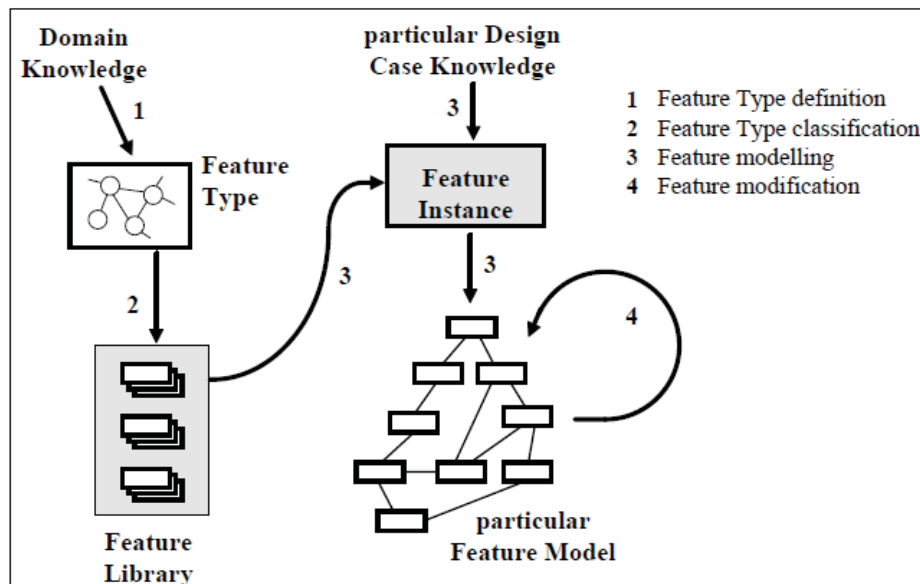 Domain
Knowledge
1
Feature
Type
2
Feature
Library
particular Design
Case Knowledge
3
Feature
Instance
3
3
4
particular
Feature Model
1 Feature Type definition
2 Feature Type classification
3 Feature modelling
4 Feature modification